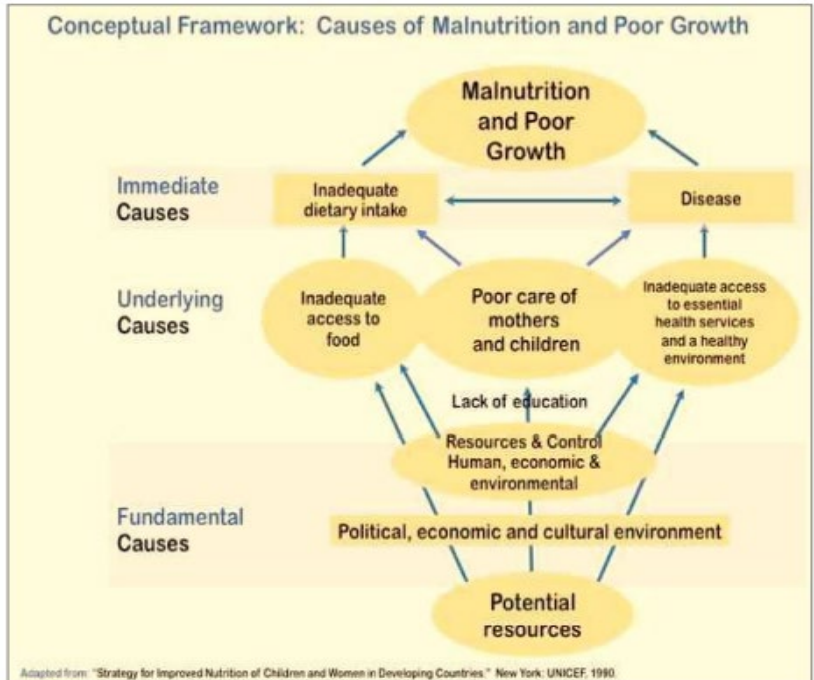 Conceptual Framework: Causes of Malnutrition and Poor Growth
Malnutrition
and Poor
Growth
Immediate
Causes
Inadequate
dietary intake
Disease
Underlying
Causes
Inadequate
access to
food
Poor care of
mothers
and children
Inadequate access
to essential
health services
and a healthy
environment
Lack of education
Resources & Control
Human, economic &
environmental
Fundamental
Causes
Political, economic and cultural environment
Potential
resources
Adapted from: "Strategy for Improved Nutrition of Children and Women in Developing Countries." New York: UNICEF, 1990.